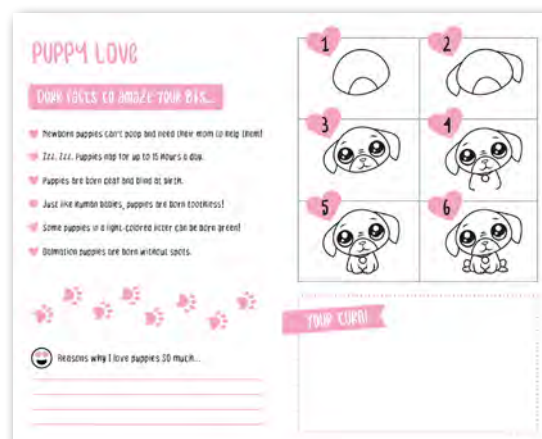 PUPPY LOVE
DORK FACTS TO AMAZE YOUR BFFS...
Newborn puppies can't poop and need their mom to help them!
Zzz, Zzz. Puppies nap for up to 15 hours a day.
Puppies are born deaf and blind at birth.
Just like human babies, puppies are born toothless!
Some puppies in a light-colored litter can be born green!
Dalmation puppies are born without spots.
Reasons why I love puppies SO much...
1
2
3
4
5
6
YOUR TURN!